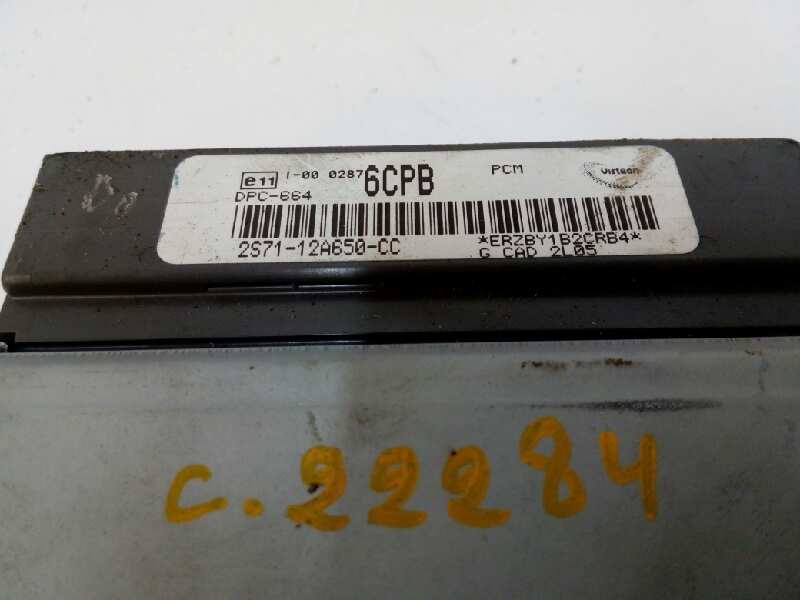 e11 I-00 0287 6CPB PCM Visteon
DPC-664
2S71-12A650-CC *ERZBY1B2CRB4*
G CAD 2L05
C.22284